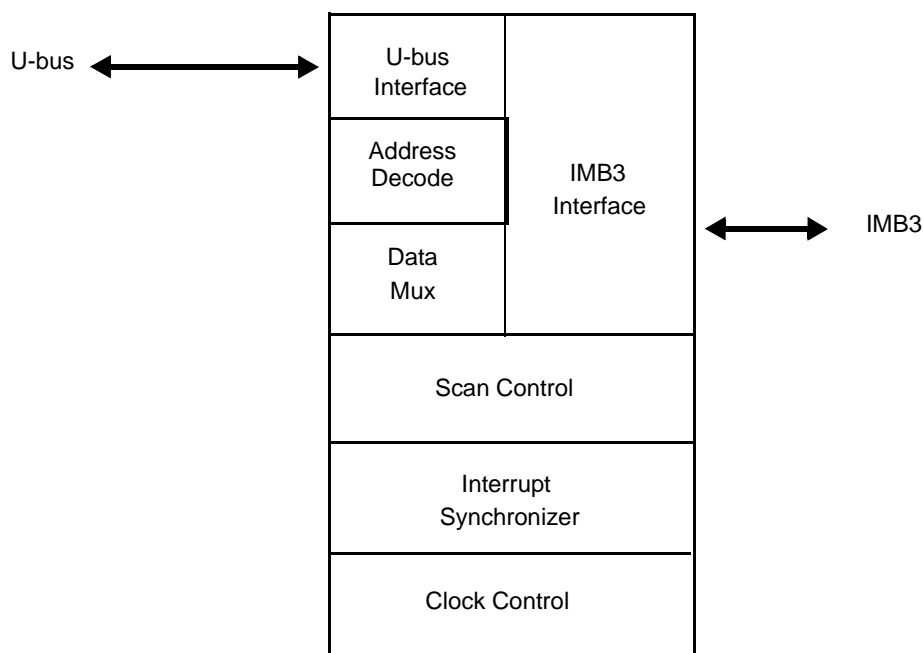 U-bus
U-bus
Interface
Address
Decode
IMB3
Interface
IMB3
Data
Mux
Scan Control
Interrupt
Synchronizer
Clock Control